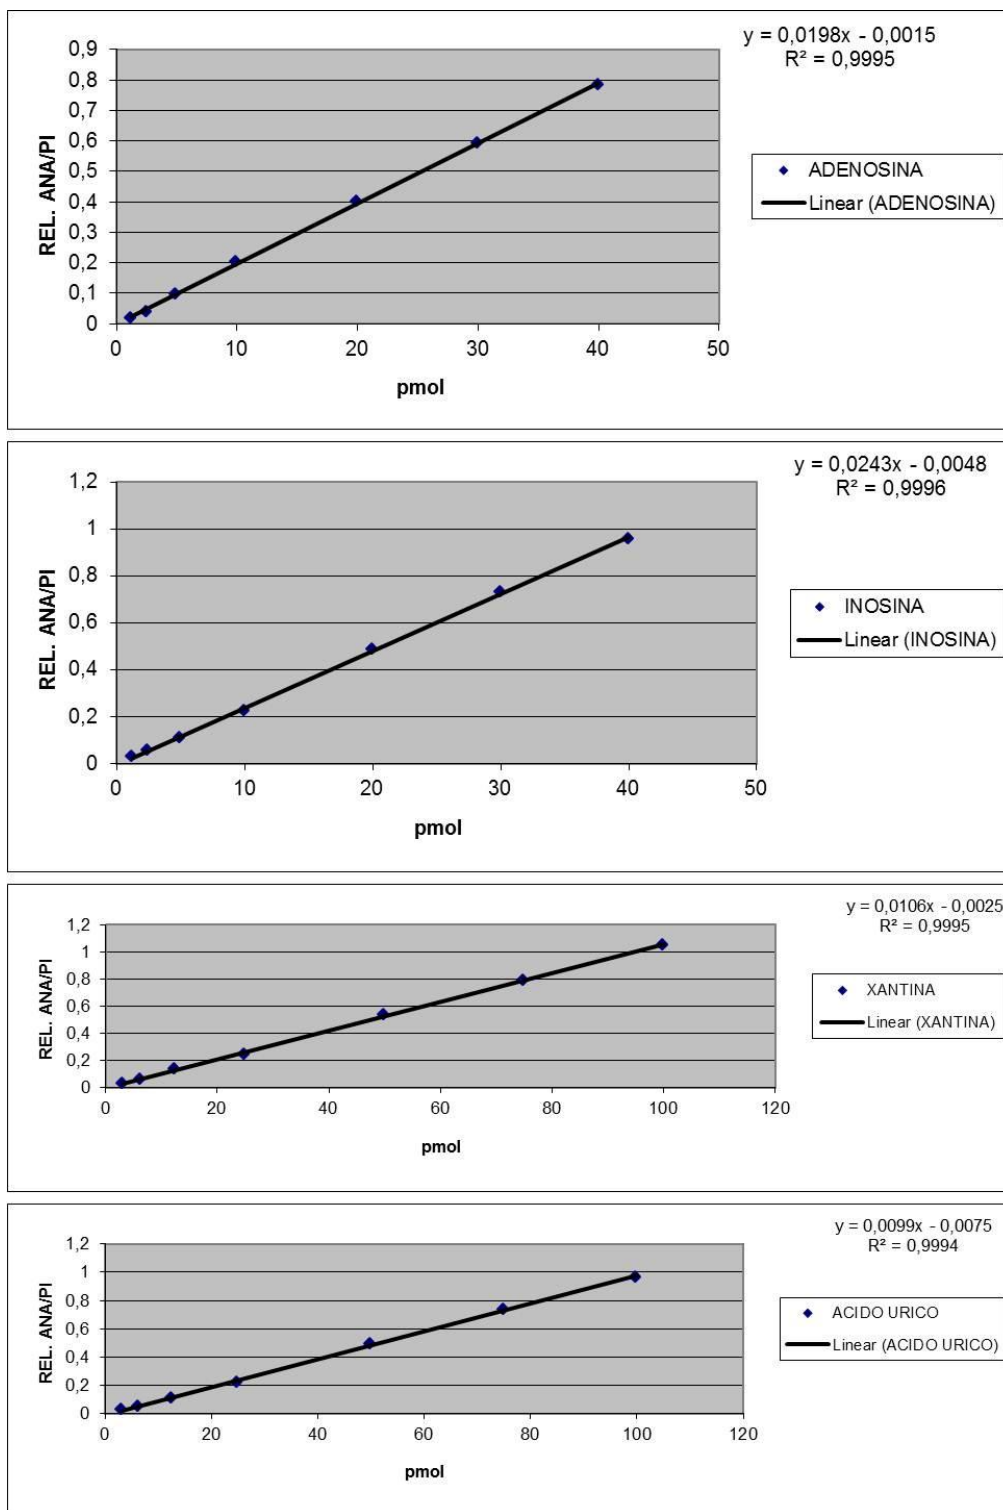 y = 0,0198x - 0,0015
R² = 0,9995
0,9
0,8
0,7
0,6
0,5
0,4
0,3
0,2
0,1
0
REL. ANA/PI
0 10 20 30 40 50
pmol
ADENOSINA
Linear (ADENOSINA)
y = 0,0243x - 0,0048
R² = 0,9996
1,2
1
0,8
0,6
0,4
0,2
0
REL. ANA/PI
0 10 20 30 40 50
pmol
INOSINA
Linear (INOSINA)
y = 0,0106x - 0,0025
R² = 0,9995
1,2
1
0,8
0,6
0,4
0,2
0
REL. ANA/PI
0 20 40 60 80 100 120
pmol
XANTINA
Linear (XANTINA)
y = 0,0099x - 0,0075
R² = 0,9994
1,2
1
0,8
0,6
0,4
0,2
0
REL. ANA/PI
0 20 40 60 80 100 120
pmol
ACIDO URICO
Linear (ACIDO URICO)